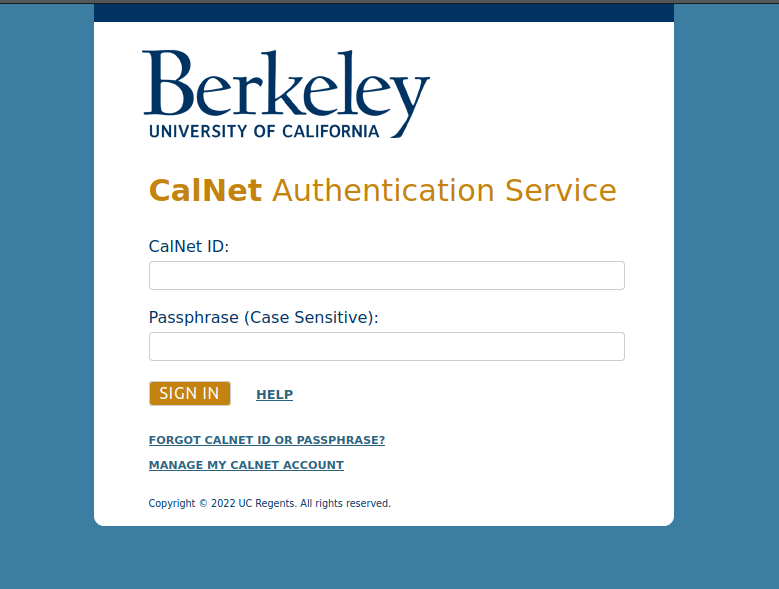 Berkeley
UNIVERSITY OF CALIFORNIA
CalNet Authentication Service
CalNet ID:
Passphrase (Case Sensitive):
SIGN IN HELP
FORGOT CALNET ID OR PASSPHRASE?
MANAGE MY CALNET ACCOUNT
Copyright © 2022 UC Regents. All rights reserved.